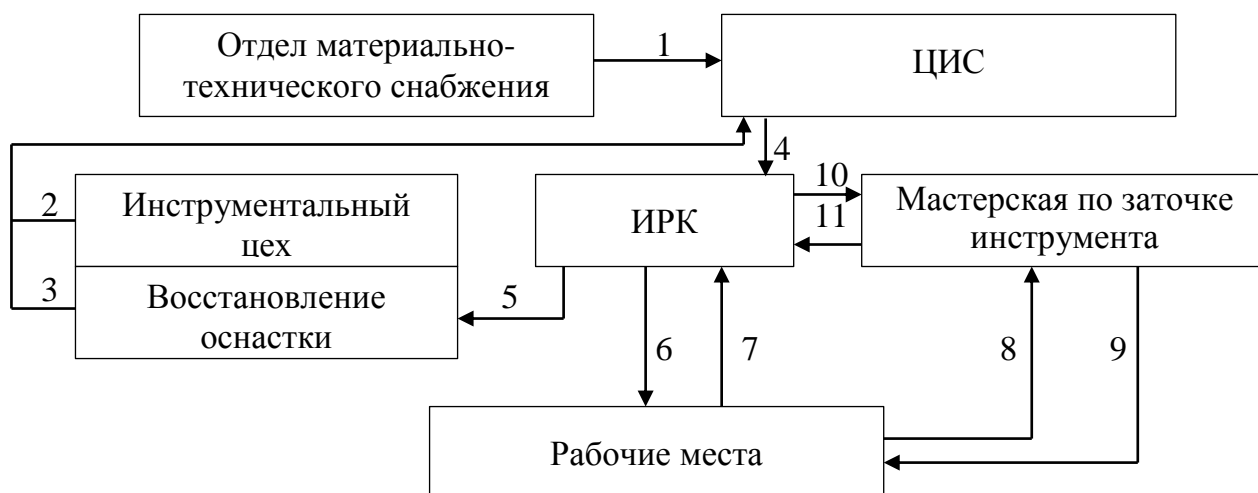 Отдел материально-
технического снабжения
1
ЦИС
4
2
Инструментальный
цех
3
Восстановление
оснастки
5
ИРК
10
11
Мастерская по заточке
инструмента
6
7
8
9
Рабочие места